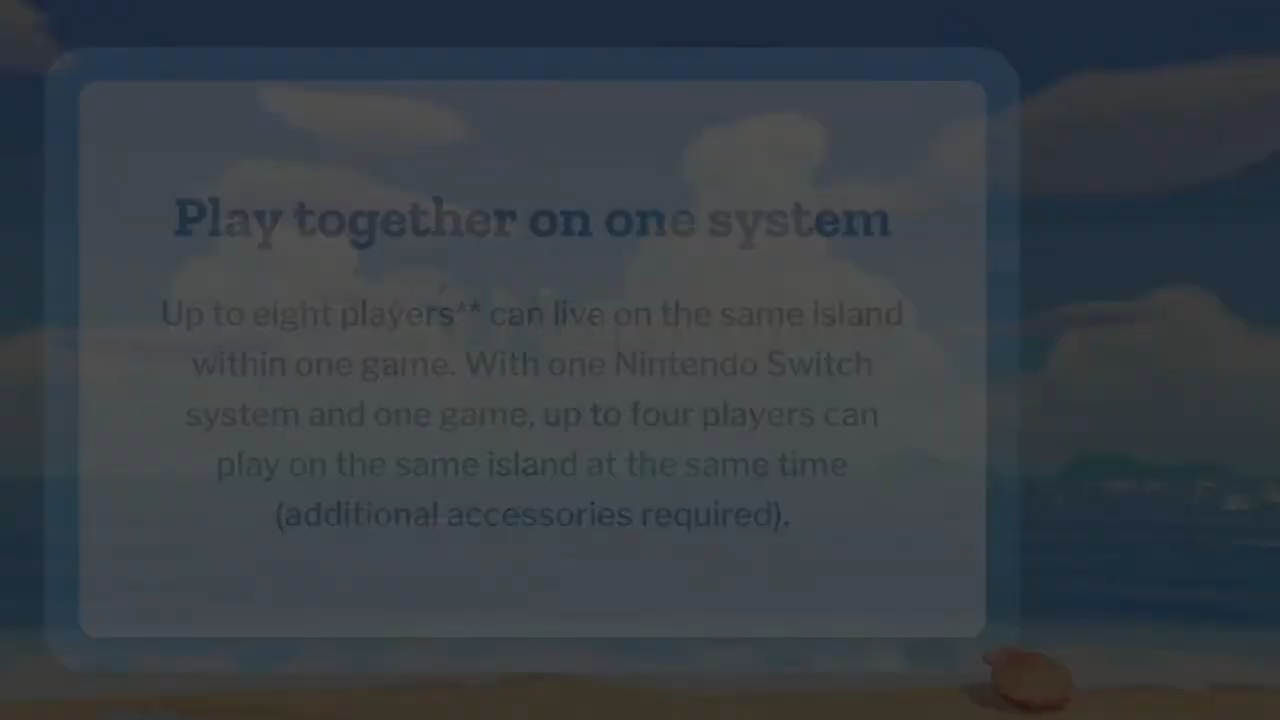 Play together on one system
Up to eight players** can live on the same island
within one game. With one Nintendo Switch
system and one game, up to four players can
play on the same island at the same time
(additional accessories required).